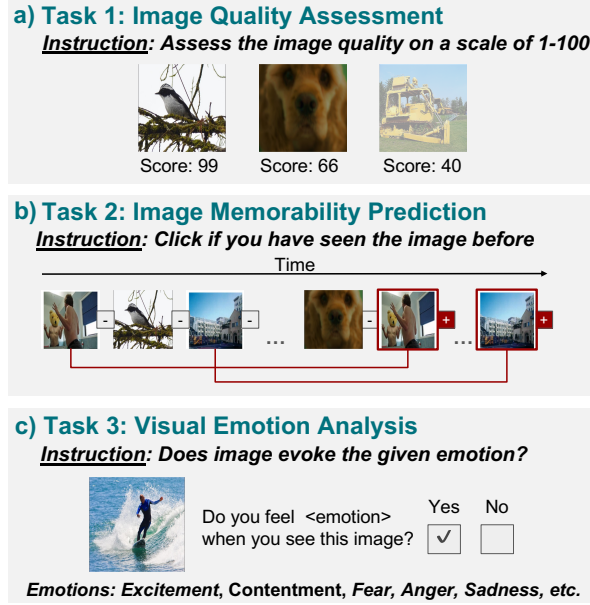 a) Task 1: Image Quality Assessment
Instruction: Assess the image quality on a scale of 1-100
Score: 99 Score: 66 Score: 40
b) Task 2: Image Memorability Prediction
Instruction: Click if you have seen the image before
Time
- - - ... - + ... +
c) Task 3: Visual Emotion Analysis
Instruction: Does image evoke the given emotion?
Yes No
Do you feel <emotion>
when you see this image?
Emotions: Excitement, Contentment, Fear, Anger, Sadness, etc.